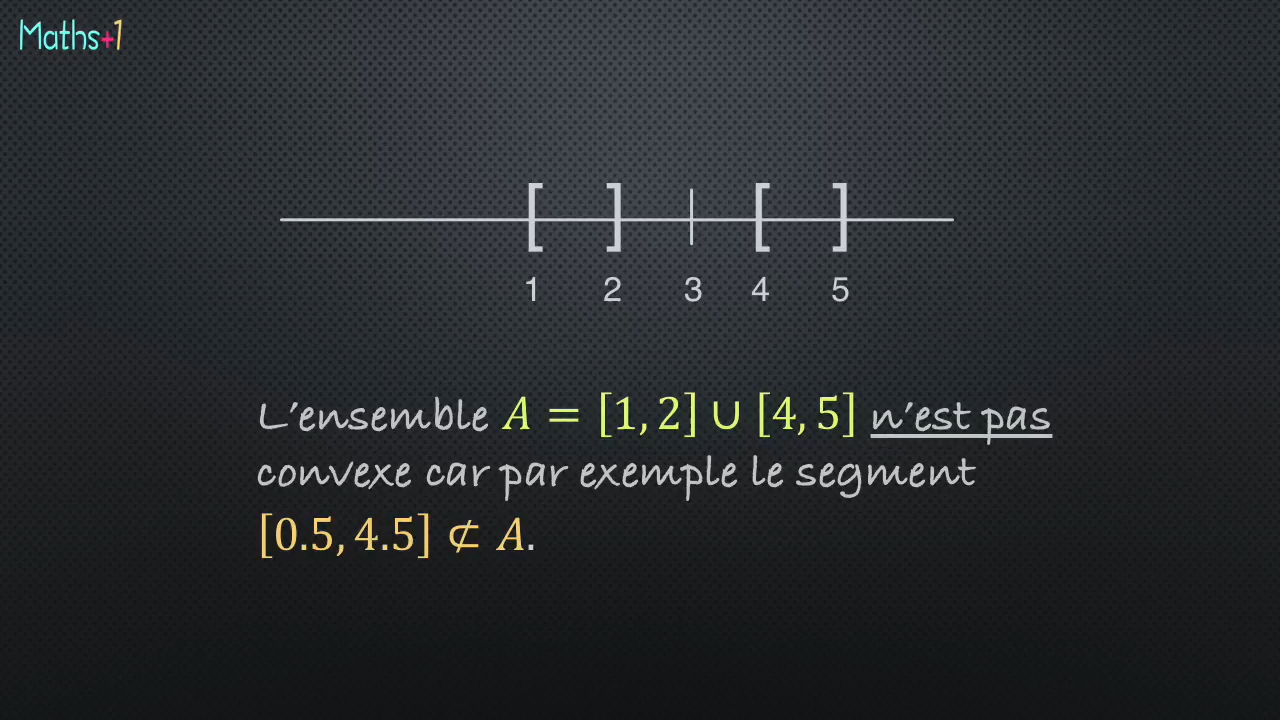 Maths+1
[ ] [ ]
1 2 3 4 5
L'ensemble A = [1, 2] ∪ [4, 5] n'est pas
convexe car par exemple le segment
[0.5, 4.5] ⊄ A.